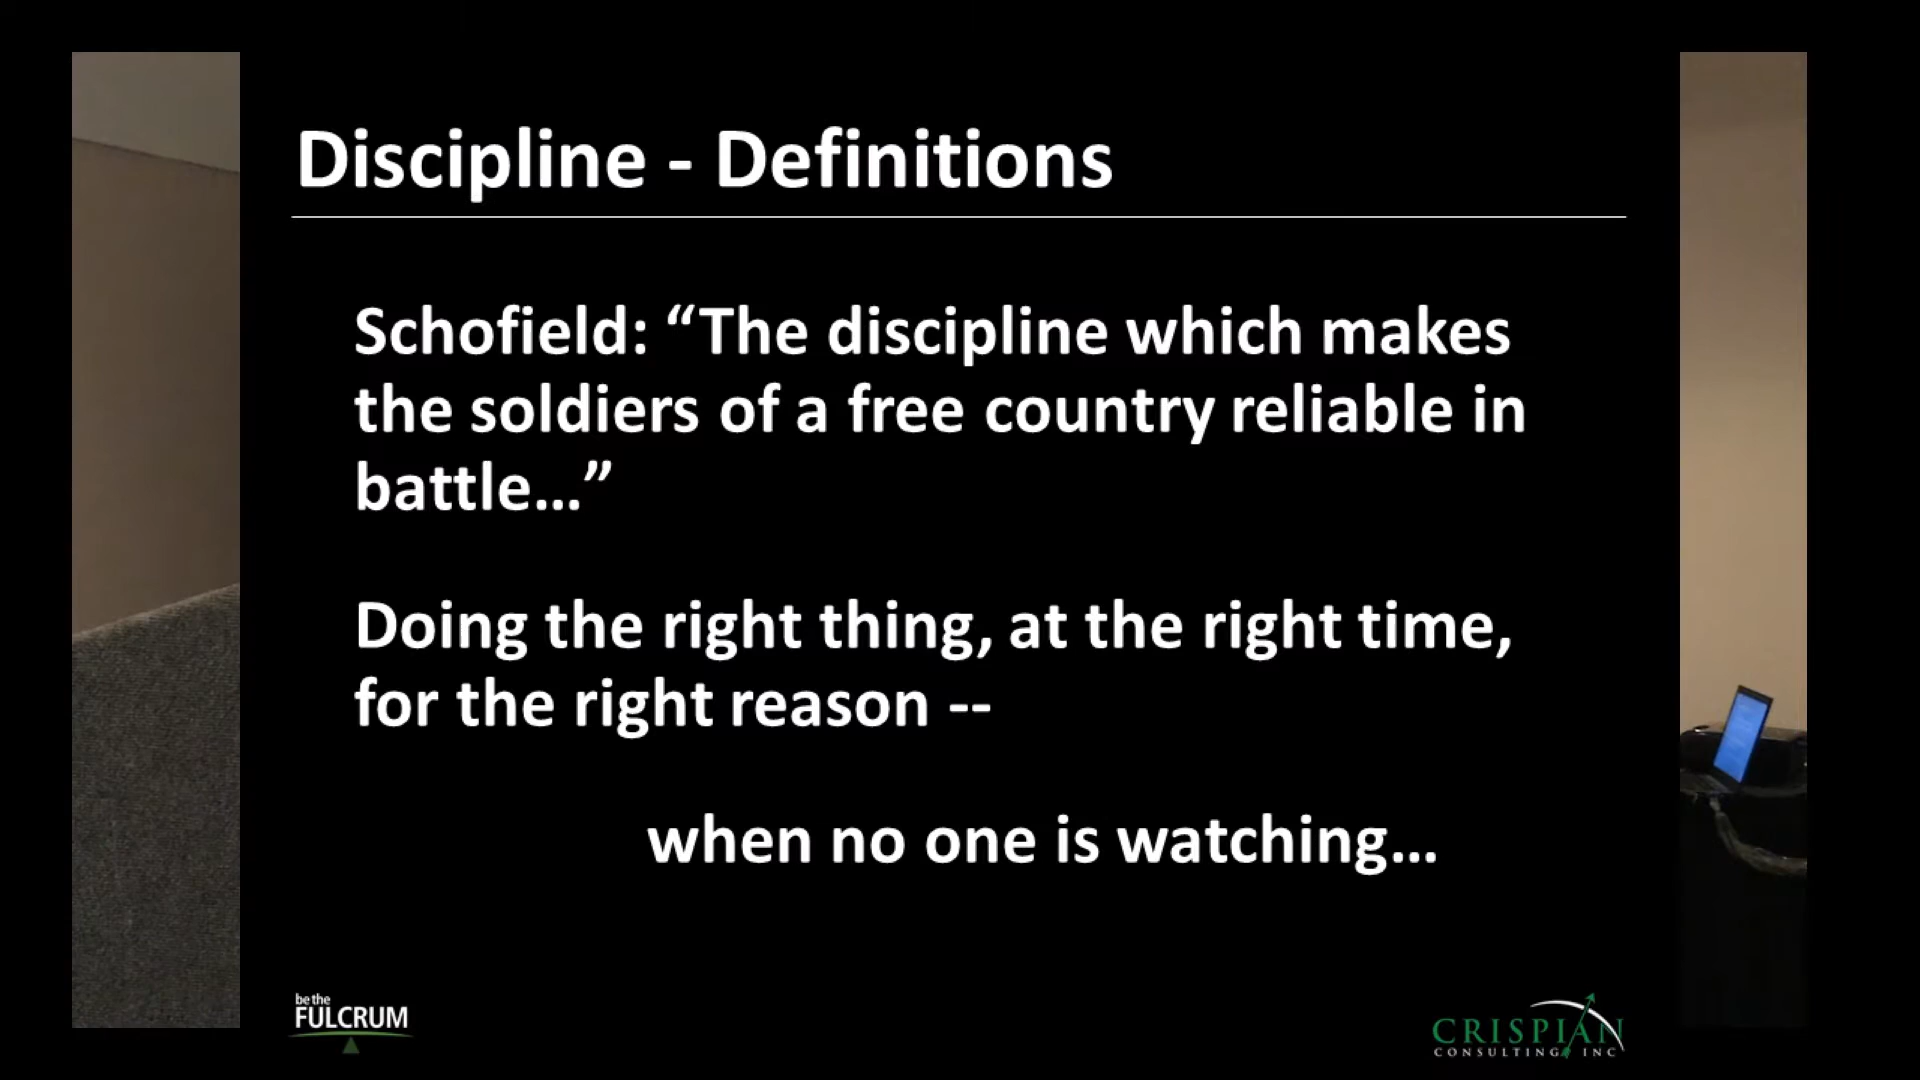 Discipline - Definitions
Schofield: “The discipline which makes
the soldiers of a free country reliable in
battle…”
Doing the right thing, at the right time,
for the right reason --
when no one is watching…
be the
FULCRUM
CRISPIAN
CONSULTING, INC